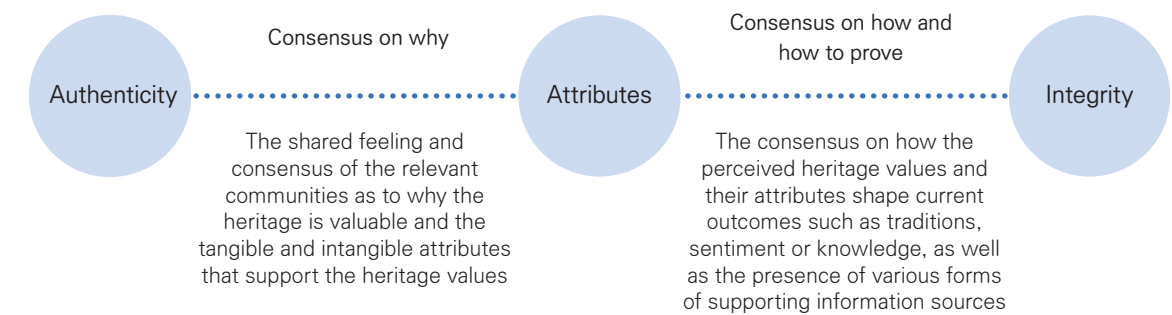 Authenticity
Consensus on why
The shared feeling and
consensus of the relevant
communities as to why the
heritage is valuable and the
tangible and intangible attributes
that support the heritage values
Attributes
Consensus on how and
how to prove
The consensus on how the
perceived heritage values and
their attributes shape current
outcomes such as traditions,
sentiment or knowledge, as well
as the presence of various forms
of supporting information sources
Integrity